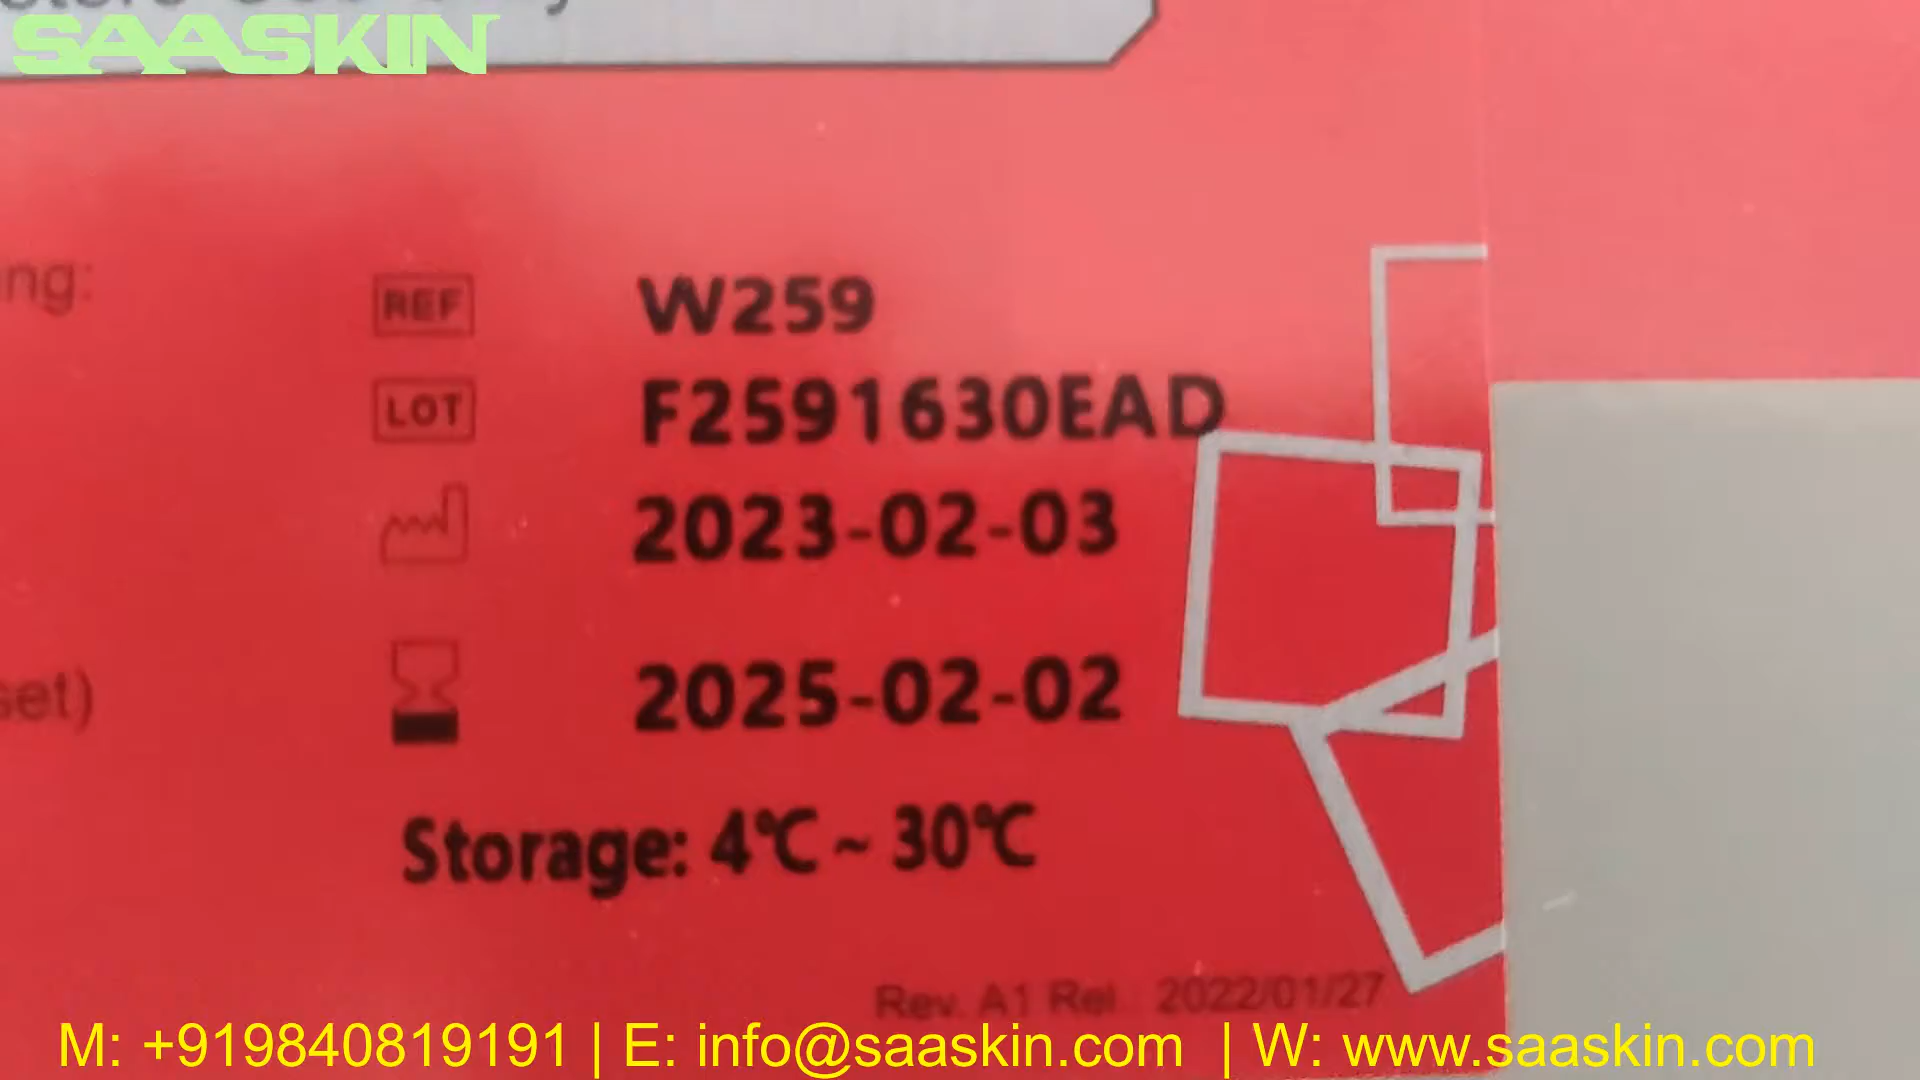 SAASKIN
ing:
REF W259
LOT F2591630EAD
2023-02-03
2025-02-02
set)
Storage: 4℃ ~ 30℃
Rev. A1 Rel.: 2022/01/27
M: +919840819191 | E: info@saaskin.com | W: www.saaskin.com